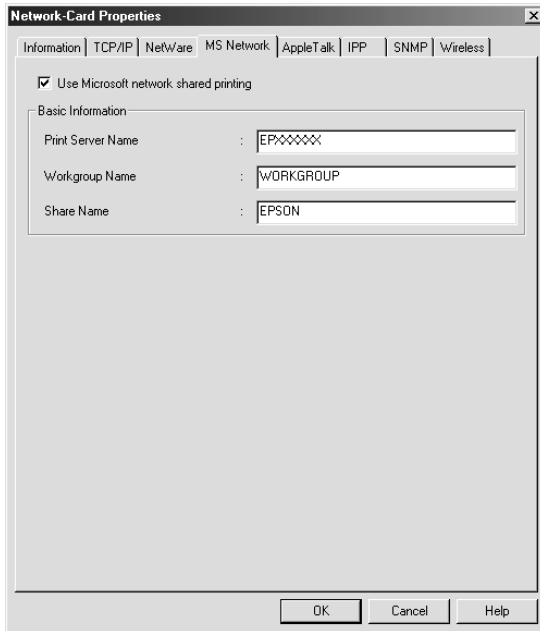 Network-Card Properties
Information TCP/IP NetWare MS Network AppleTalk IPP SNMP Wireless
Use Microsoft network shared printing
Basic Information
Print Server Name : EPXXXXXX
Workgroup Name : WORKGROUP
Share Name : EPSON
OK Cancel Help